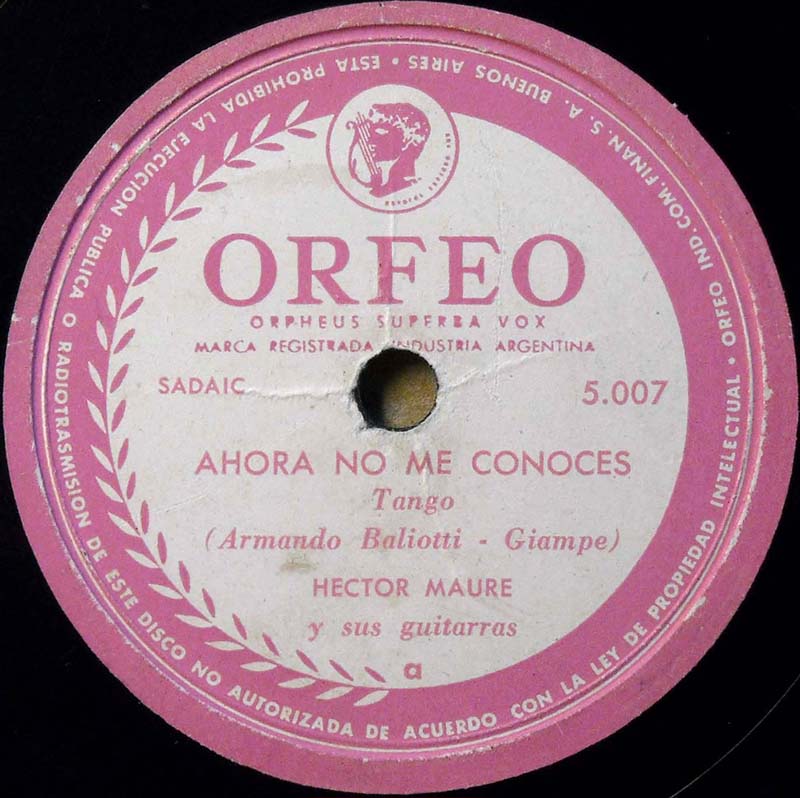 ORFEO
ORPHEUS SUPERBA VOX
MARCA REGISTRADA INDUSTRIA ARGENTINA
SADAIC 5.007
AHORA NO ME CONOCES
Tango
(Armando Baliotti - Giampe)
HECTOR MAURE
y sus guitarras
a
ORFEO IND.COM.FINAN. S. A. BUENOS AIRES • ESTA PROHIBIDA LA EJECUCION PUBLICA O RADIOTRASMISION DE ESTE DISCO NO AUTORIZADA DE ACUERDO CON LA LEY DE PROPIEDAD INTELECTUAL •